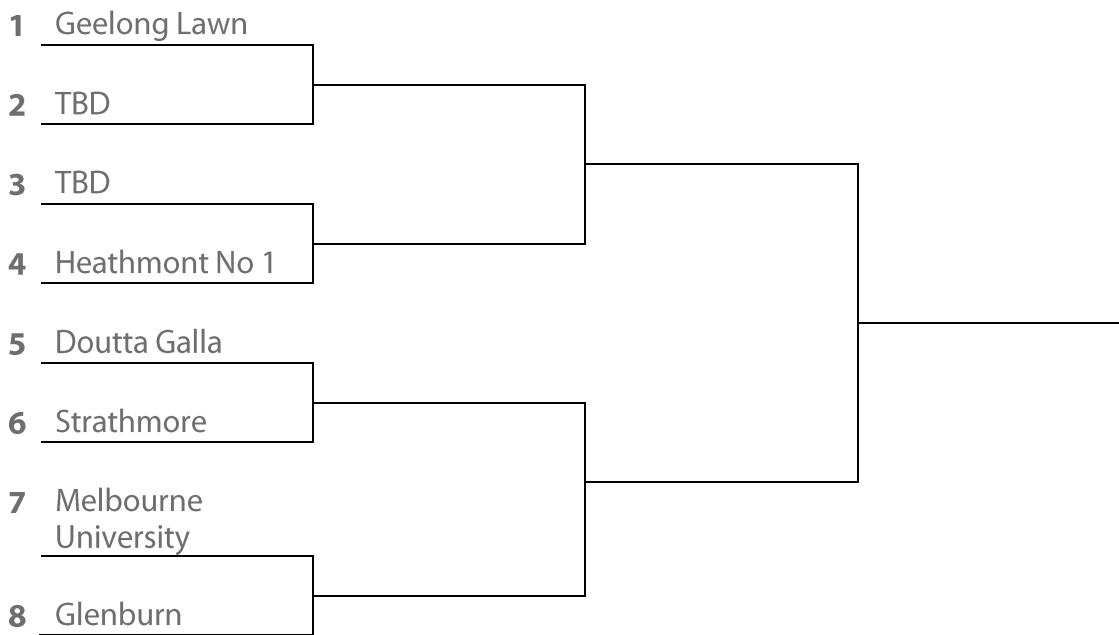 1 Geelong Lawn
2 TBD
3 TBD
4 Heathmont No 1
5 Doutta Galla
6 Strathmore
7 Melbourne
University
8 Glenburn